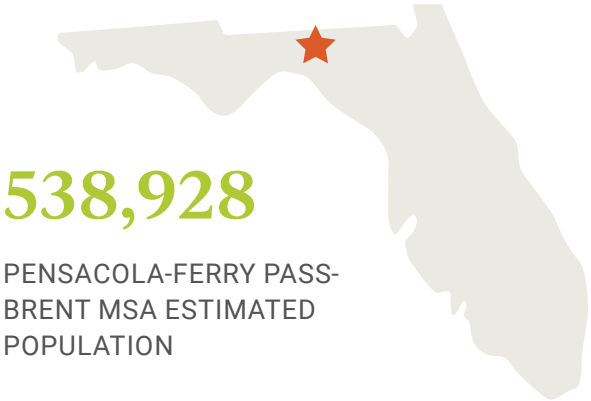 538,928
PENSACOLA-FERRY PASS-
BRENT MSA ESTIMATED
POPULATION